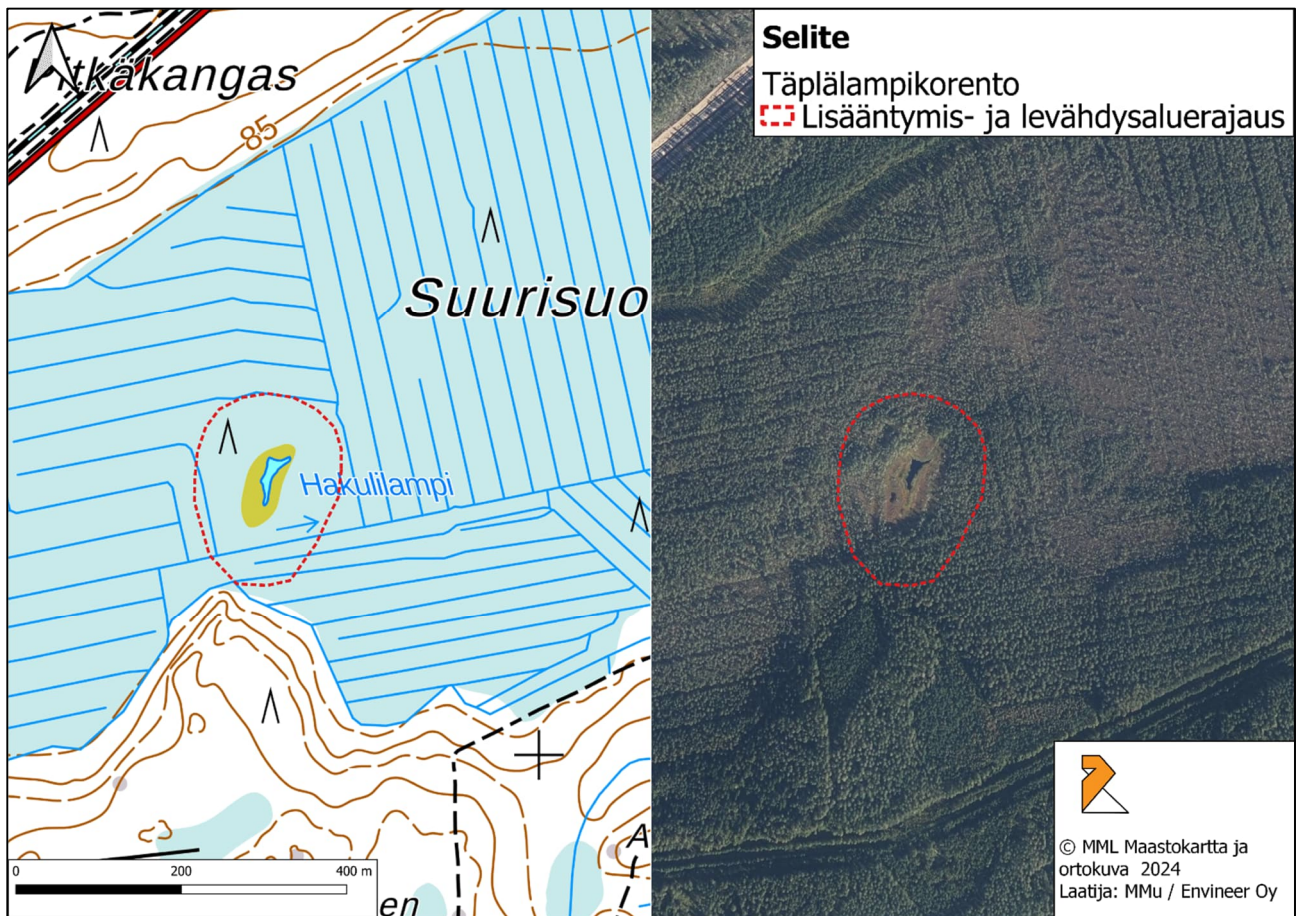 itkäkangas
85
Suurisuo
Hakulilampi
A
en
0 200 400 m
Selite
Täplälampikorento
Lisääntymis- ja levähdysaluerajaus
© MML Maastokartta ja
ortokuva 2024
Laatija: MMu / Envineer Oy